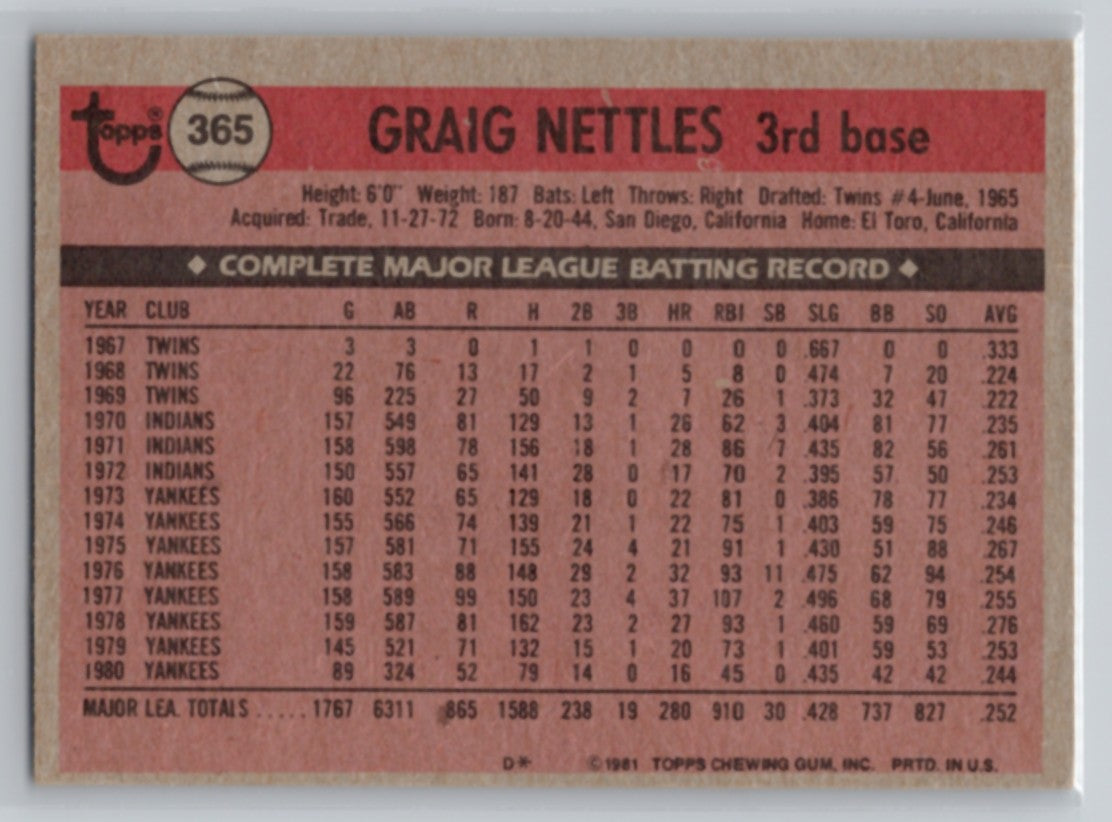 Topps® 365 GRAIG NETTLES 3rd base
Height: 6'0" Weight: 187 Bats: Left Throws: Right Drafted: Twins #4-June, 1965
Acquired: Trade, 11-27-72 Born: 8-20-44, San Diego, California Home: El Toro, California
◆ COMPLETE MAJOR LEAGUE BATTING RECORD ◆
YEAR CLUB G AB R H 2B 3B HR RBI SB SLG BB SO AVG
1967 TWINS 3 3 0 1 1 0 0 0 0 .667 0 0 .333
1968 TWINS 22 76 13 17 2 1 5 8 0 .474 7 20 .224
1969 TWINS 96 225 27 50 9 2 7 26 1 .373 32 47 .222
1970 INDIANS 157 549 81 129 13 1 26 62 3 .404 81 77 .235
1971 INDIANS 158 598 78 156 18 1 28 86 7 .435 82 56 .261
1972 INDIANS 150 557 65 141 28 0 17 70 2 .395 57 50 .253
1973 YANKEES 160 552 65 129 18 0 22 81 0 .386 78 77 .234
1974 YANKEES 155 566 74 139 21 1 22 75 1 .403 59 75 .246
1975 YANKEES 157 581 71 155 24 4 21 91 1 .430 51 88 .267
1976 YANKEES 158 583 88 148 29 2 32 93 11 .475 62 94 .254
1977 YANKEES 158 589 99 150 23 4 37 107 2 .496 68 79 .255
1978 YANKEES 159 587 81 162 23 2 27 93 1 .460 59 69 .276
1979 YANKEES 145 521 71 132 15 1 20 73 1 .401 59 53 .253
1980 YANKEES 89 324 52 79 14 0 16 45 0 .435 42 42 .244
MAJOR LEA. TOTALS ..... 1767 6311 865 1588 238 19 280 910 30 .428 737 827 .252
D* ©1981 TOPPS CHEWING GUM, INC. PRTD. IN U.S.